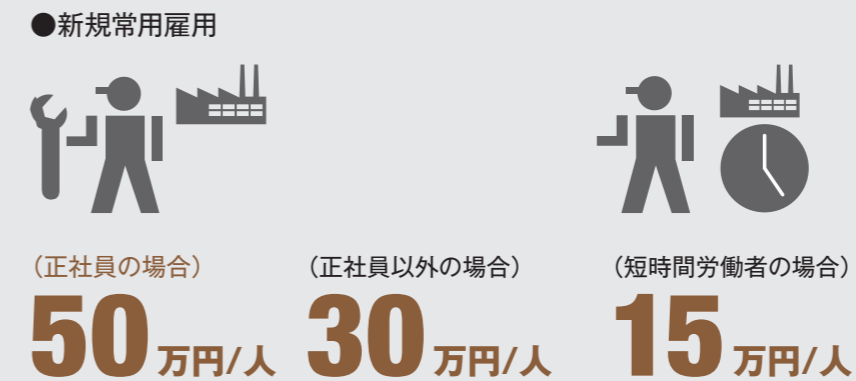 ●新規常用雇用
（正社員の場合）
50万円/人
（正社員以外の場合）
30万円/人
（短時間労働者の場合）
15万円/人